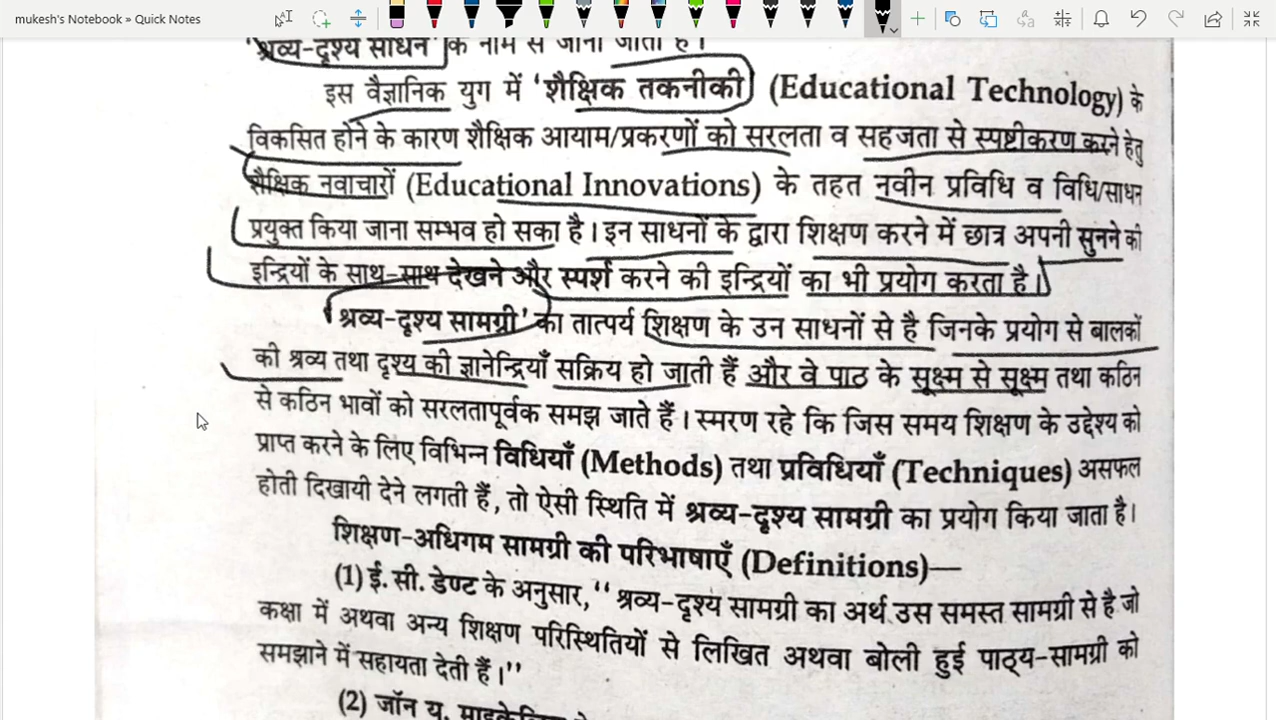 mukesh's Notebook » Quick Notes
'श्रव्य-दृश्य साधन' के नाम से जाना जाता है।
इस वैज्ञानिक युग में 'शैक्षिक तकनीकी (Educational Technology) के
विकसित होने के कारण शैक्षिक आयाम/प्रकरणों को सरलता व सहजता से स्पष्टीकरण करने हेतु
शैक्षिक नवाचारों (Educational Innovations) के तहत नवीन प्रविधि व विधि/साधन
प्रयुक्त किया जाना सम्भव हो सका है। इन साधनों के द्वारा शिक्षण करने में छात्र अपनी सुनने की
इन्द्रियों के साथ-साथ देखने और स्पर्श करने की इन्द्रियों का भी प्रयोग करता है।
श्रव्य-दृश्य सामग्री' का तात्पर्य शिक्षण के उन साधनों से है जिनके प्रयोग से बालकों
की श्रव्य तथा दृश्य की ज्ञानेन्द्रियाँ सक्रिय हो जाती हैं और वे पाठ के सूक्ष्म से सूक्ष्म तथा कठिन
से कठिन भावों को सरलतापूर्वक समझ जाते हैं। स्मरण रहे कि जिस समय शिक्षण के उद्देश्य को
प्राप्त करने के लिए विभिन्न विधियाँ (Methods) तथा प्रविधियाँ (Techniques) असफल
होती दिखायी देने लगती हैं, तो ऐसी स्थिति में श्रव्य-दृश्य सामग्री का प्रयोग किया जाता है।
शिक्षण-अधिगम सामग्री की परिभाषाएँ (Definitions)—
(1) ई. सी. डेण्ट के अनुसार, "श्रव्य-दृश्य सामग्री का अर्थ उस समस्त सामग्री से है जो
कक्षा में अथवा अन्य शिक्षण परिस्थितियों से लिखित अथवा बोली हुई पाठ्य-सामग्री को
समझाने में सहायता देती हैं।"
(2) जॉन यू.